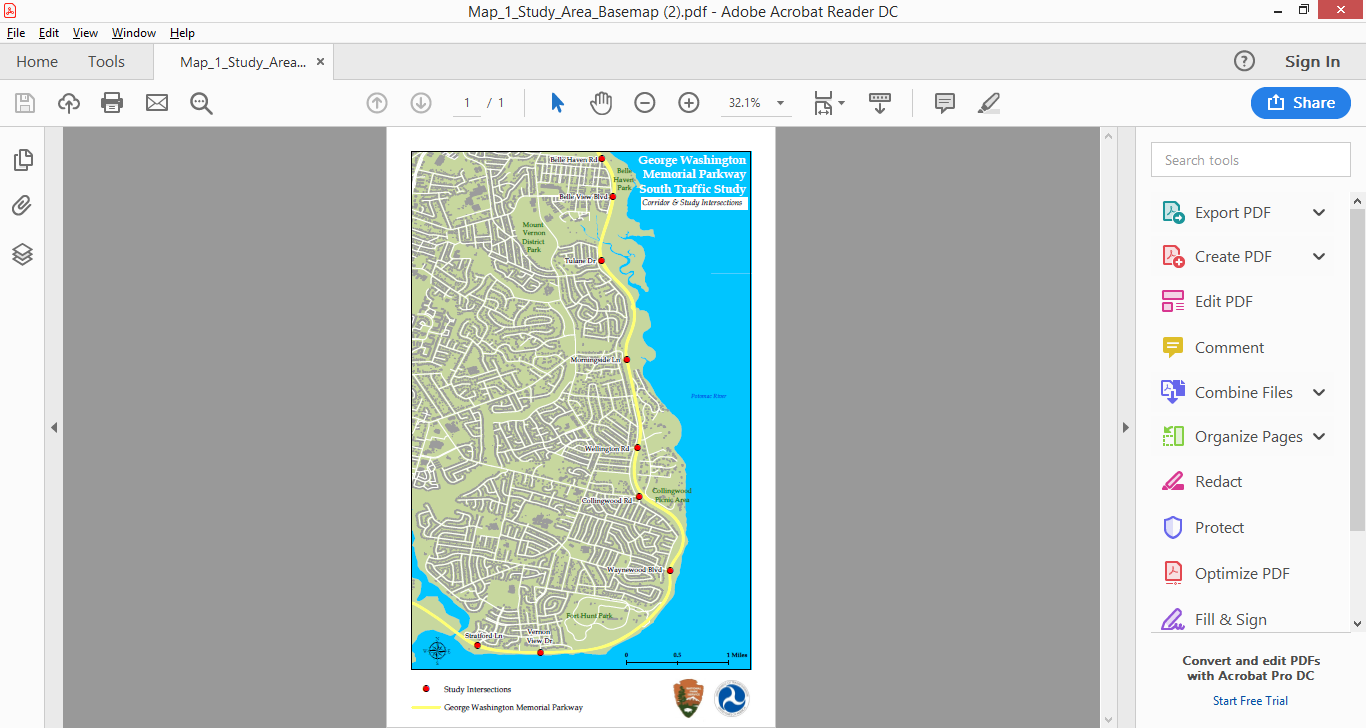 Map_1_Study_Area_Basemap (2).pdf - Adobe Acrobat Reader DC
File Edit View Window Help
Home Tools Map_1_Study_Area... ×
? Sign In
1 / 1 32.1% Share
Belle Haven Rd
George Washington
Memorial Parkway
South Traffic Study
Corridor & Study Intersections
Belle
Haven
Park
Belle View Blvd
Mount
Vernon
District
Park
Tulane Dr
Morningside Ln
Potomac River
Wellington Rd
Collingwood
Picnic Area
Collingwood Rd
Waynewood Blvd
Fort Hunt Park
Stratford Ln
Vernon
View Dr
N
E
S
0 0.5 1 Miles
Study Intersections
George Washington Memorial Parkway
Search tools
Export PDF
Create PDF
Edit PDF
Comment
Combine Files
Organize Pages
Redact
Protect
Optimize PDF
Fill & Sign
Convert and edit PDFs
with Acrobat Pro DC
Start Free Trial